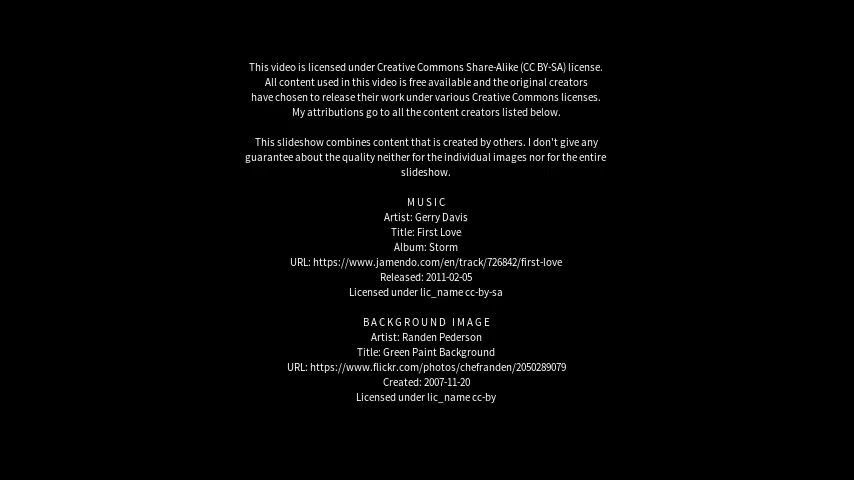 This video is licensed under Creative Commons Share-Alike (CC BY-SA) license.
All content used in this video is free available and the original creators
have chosen to release their work under various Creative Commons licenses.
My attributions go to all the content creators listed below.
This slideshow combines content that is created by others. I don't give any
guarantee about the quality neither for the individual images nor for the entire
slideshow.
MUSIC
Artist: Gerry Davis
Title: First Love
Album: Storm
URL: https://www.jamendo.com/en/track/726842/first-love
Released: 2011-02-05
Licensed under lic_name cc-by-sa
BACKGROUND IMAGE
Artist: Randen Pederson
Title: Green Paint Background
URL: https://www.flickr.com/photos/chefranden/2050289079
Created: 2007-11-20
Licensed under lic_name cc-by